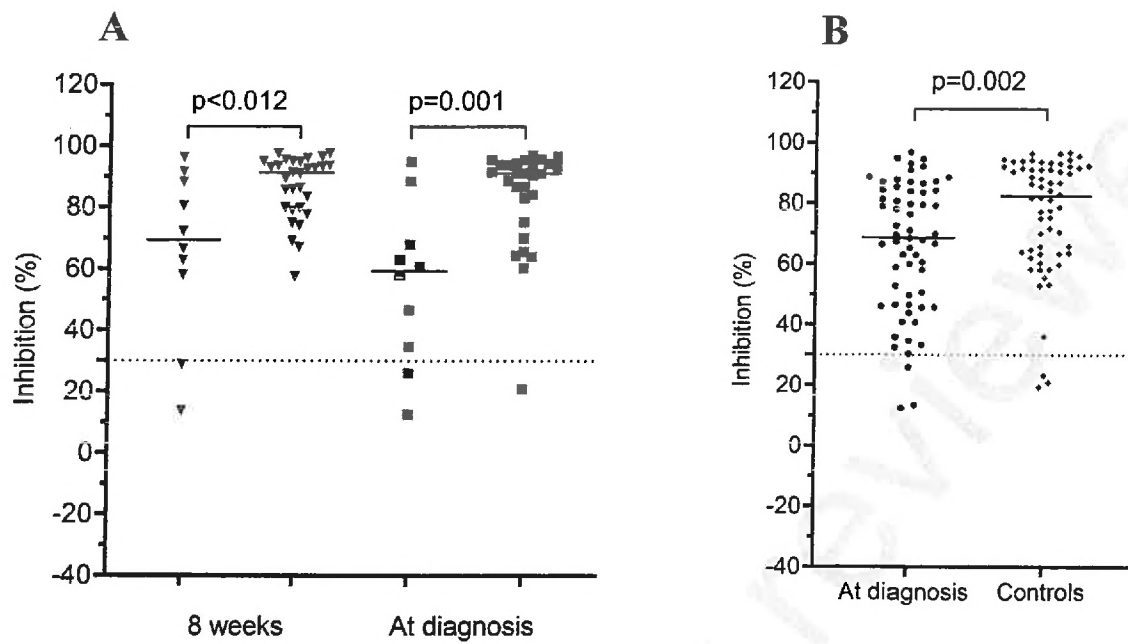 A
120
100
80
60
40
20
0
-20
-40
Inhibition (%)
p<0.012
p=0.001
8 weeks
At diagnosis
B
120
100
80
60
40
20
0
-20
-40
Inhibition (%)
p=0.002
At diagnosis
Controls
review